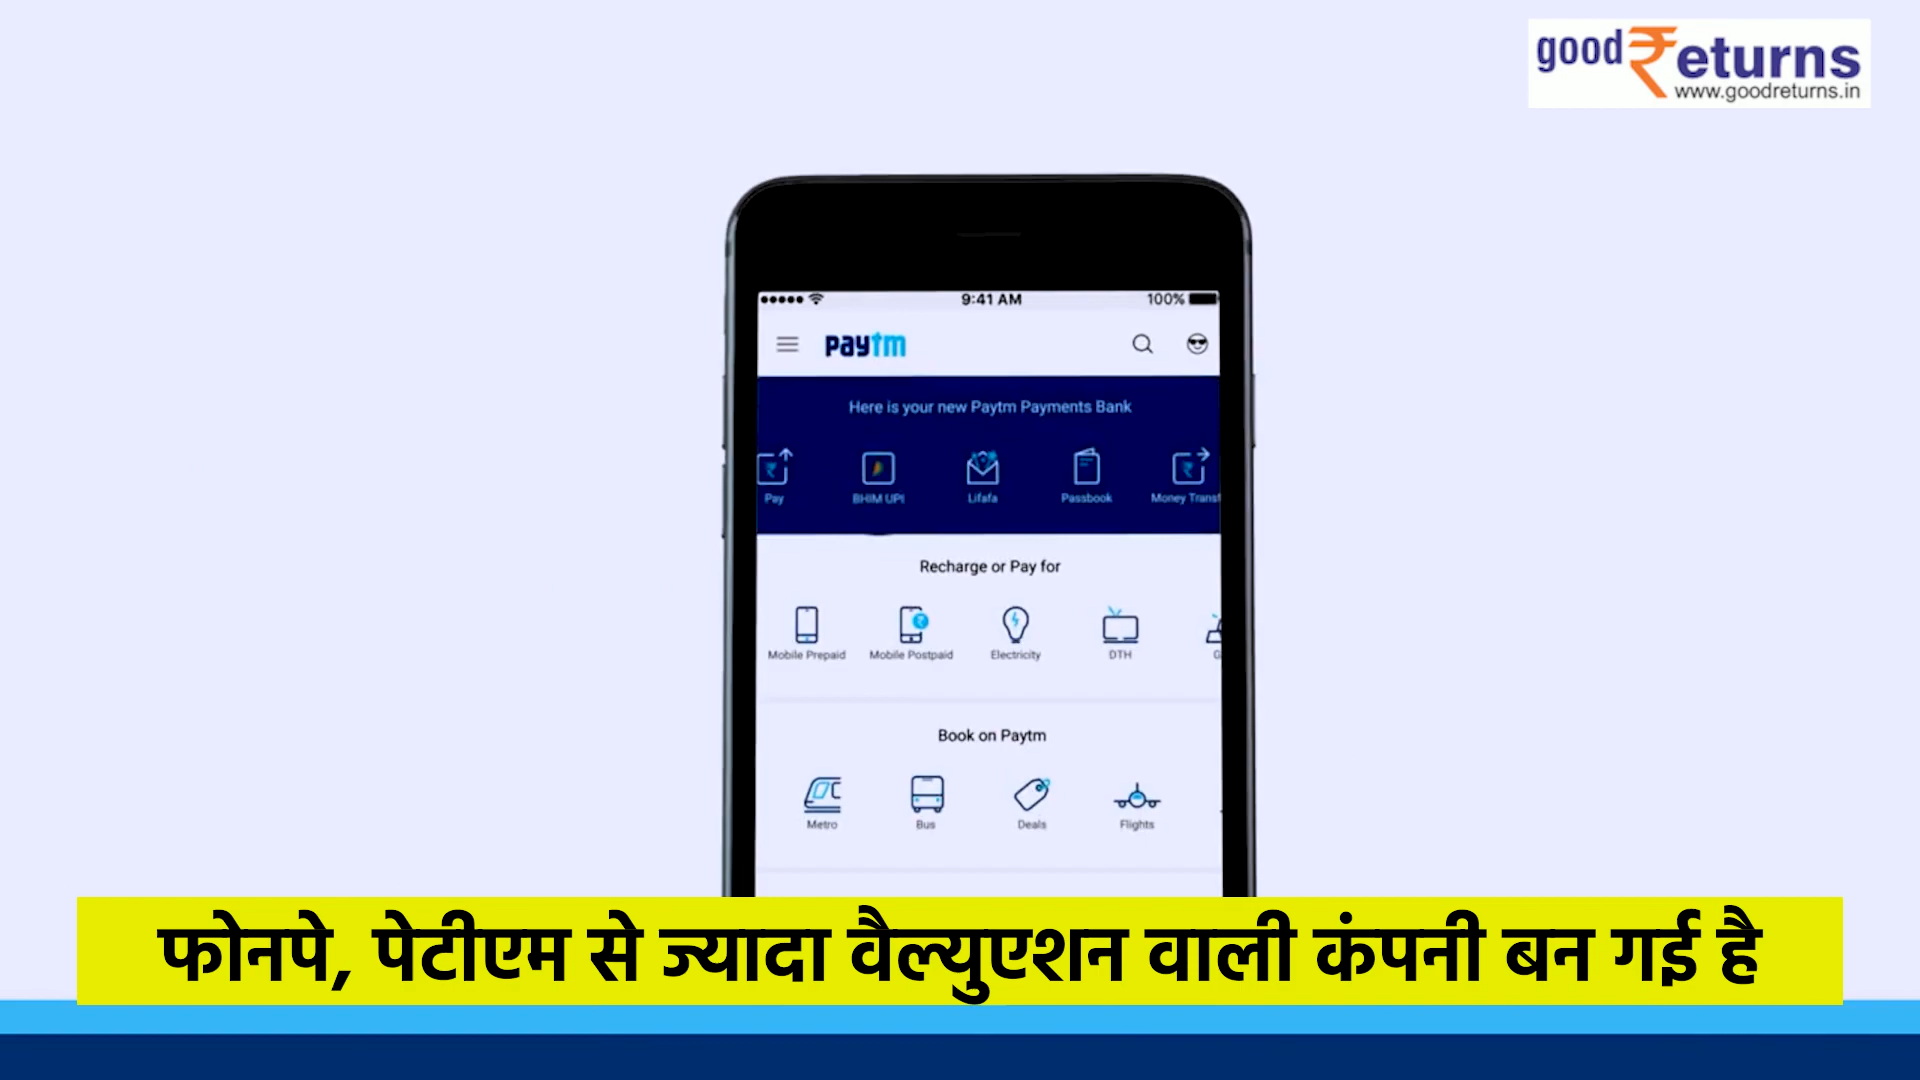 good ₹eturns
www.goodreturns.in
9:41 AM
100%
paytm
Here is your new Paytm Payments Bank
Pay
BHIM UPI
Lifafa
Passbook
Money Transf
Recharge or Pay for
Mobile Prepaid
Mobile Postpaid
Electricity
DTH
G
Book on Paytm
Metro
Bus
Deals
Flights
फोनपे, पेटीएम से ज्यादा वैल्युएशन वाली कंपनी बन गई है